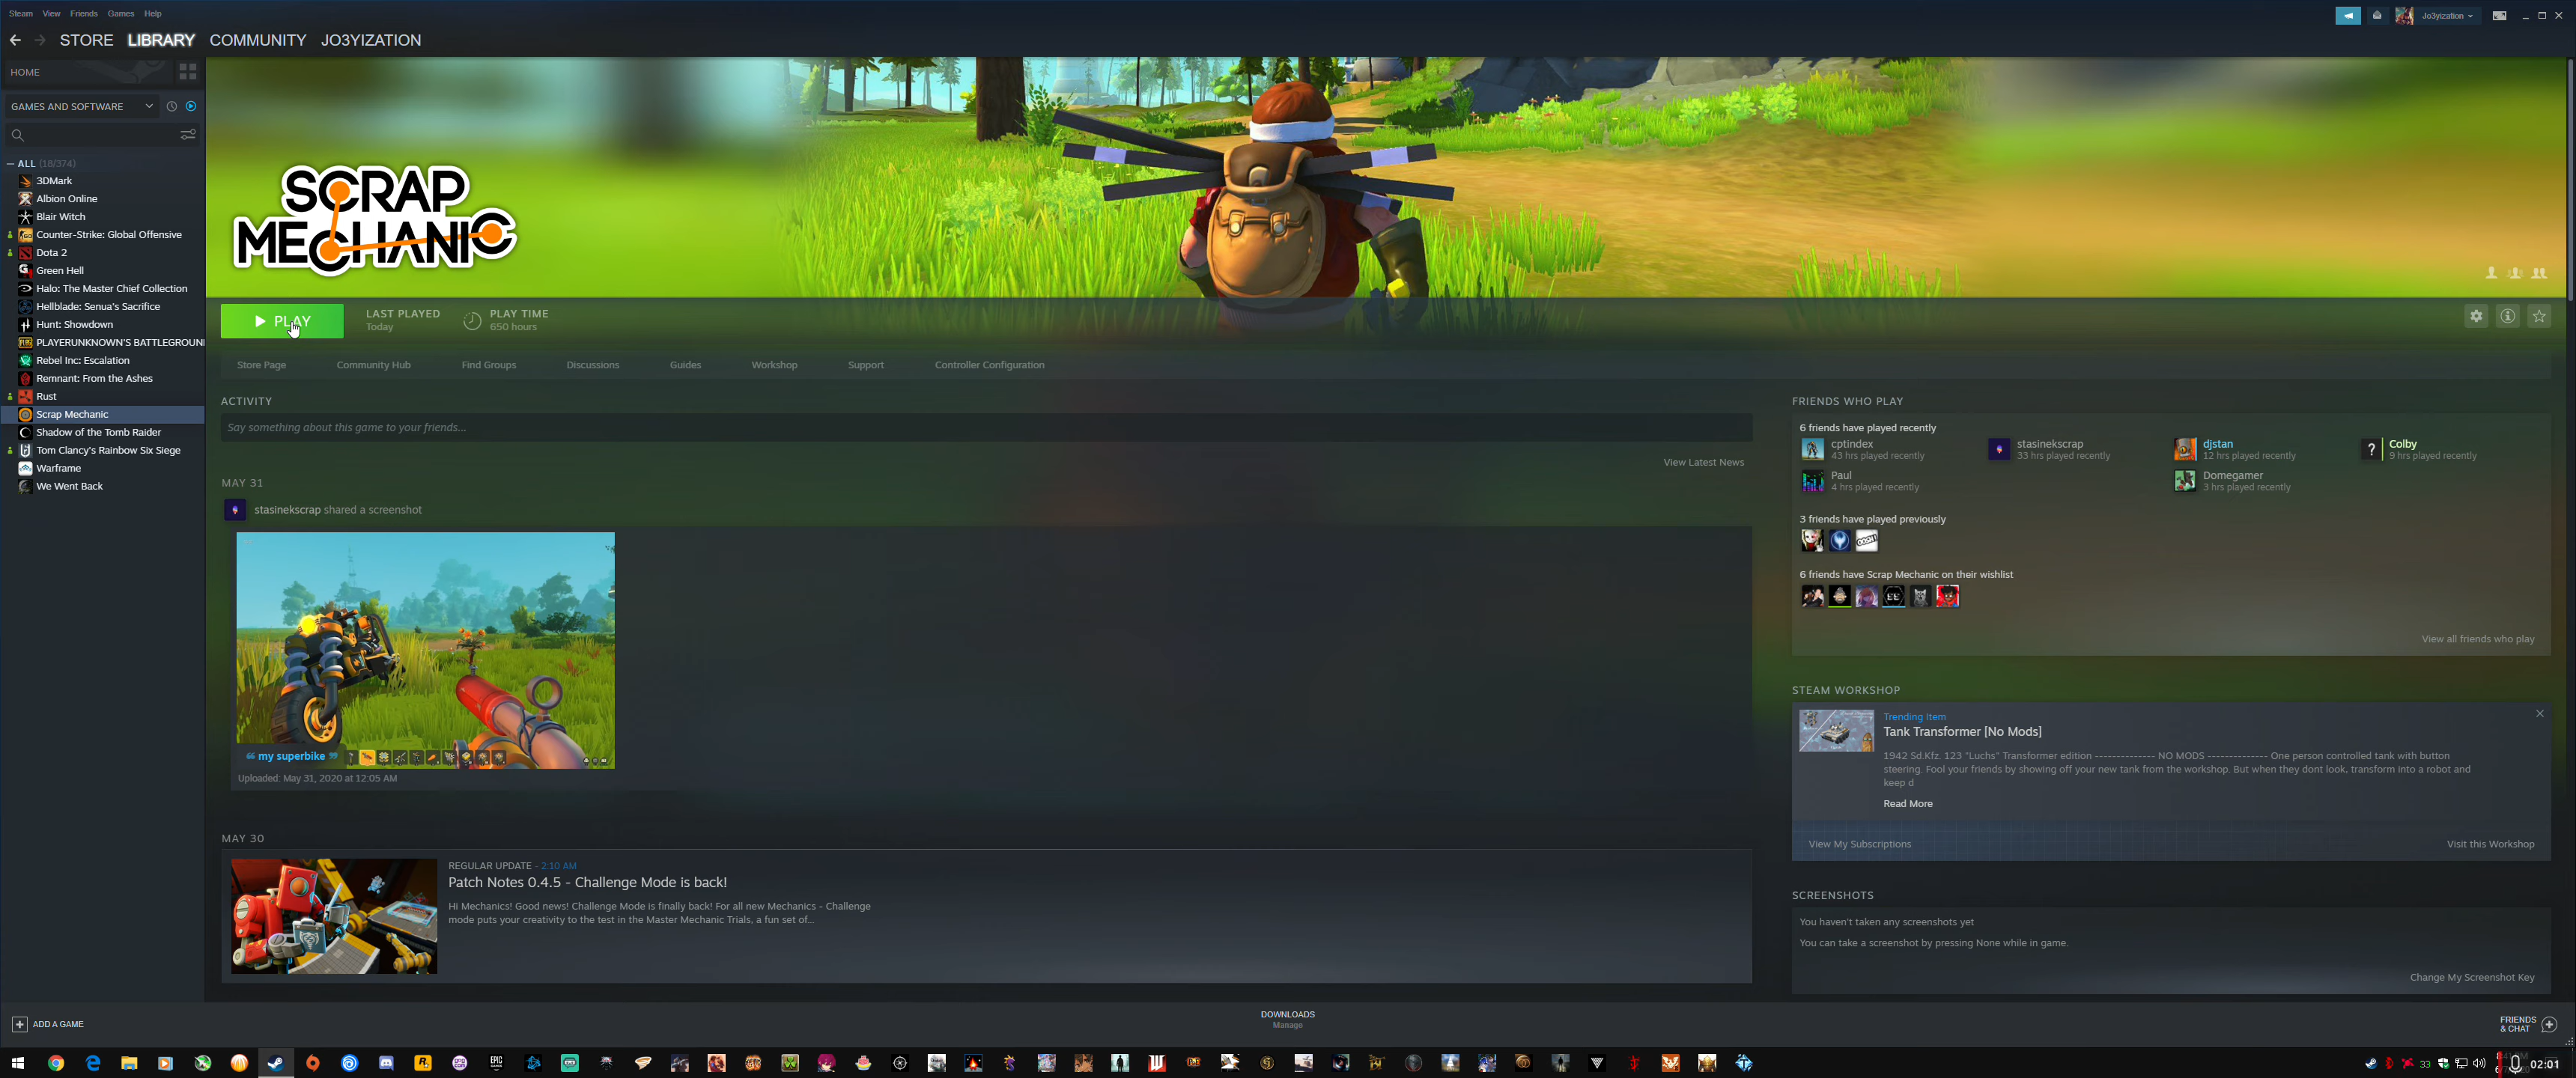 Steam View Friends Games Help
Jo3yization
STORE LIBRARY COMMUNITY JO3YIZATION
HOME
GAMES AND SOFTWARE
ALL (18/374)
3DMark
Albion Online
Blair Witch
Counter-Strike: Global Offensive
Dota 2
Green Hell
Halo: The Master Chief Collection
Hellblade: Senua's Sacrifice
Hunt: Showdown
PLAYERUNKNOWN'S BATTLEGROUN
Rebel Inc: Escalation
Remnant: From the Ashes
Rust
Scrap Mechanic
Shadow of the Tomb Raider
Tom Clancy's Rainbow Six Siege
Warframe
We Went Back
SCRAP
MECHANIC
PLAY
LAST PLAYED
Today
PLAY TIME
650 hours
Store Page Community Hub Find Groups Discussions Guides Workshop Support Controller Configuration
ACTIVITY
Say something about this game to your friends...
View Latest News
MAY 31
stasinekscrap shared a screenshot
“ my superbike ”
Uploaded: May 31, 2020 at 12:05 AM
MAY 30
REGULAR UPDATE - 2:10 AM
Patch Notes 0.4.5 - Challenge Mode is back!
Hi Mechanics! Good news! Challenge Mode is finally back! For all new Mechanics - Challenge
mode puts your creativity to the test in the Master Mechanic Trials, a fun set of...
FRIENDS WHO PLAY
6 friends have played recently
cptindex
43 hrs played recently
stasinekscrap
33 hrs played recently
djstan
12 hrs played recently
Colby
9 hrs played recently
Paul
4 hrs played recently
Domegamer
3 hrs played recently
3 friends have played previously
6 friends have Scrap Mechanic on their wishlist
View all friends who play
STEAM WORKSHOP
Trending Item
Tank Transformer [No Mods]
1942 Sd.Kfz. 123 "Luchs" Transformer edition -------------- NO MODS -------------- One person controlled tank with button
steering. Fool your friends by showing off your new tank from the workshop. But when they dont look, transform into a robot and
keep d
Read More
View My Subscriptions
Visit this Workshop
SCREENSHOTS
You haven't taken any screenshots yet
You can take a screenshot by pressing None while in game.
Change My Screenshot Key
ADD A GAME
DOWNLOADS
Manage
FRIENDS
& CHAT
33
02:01